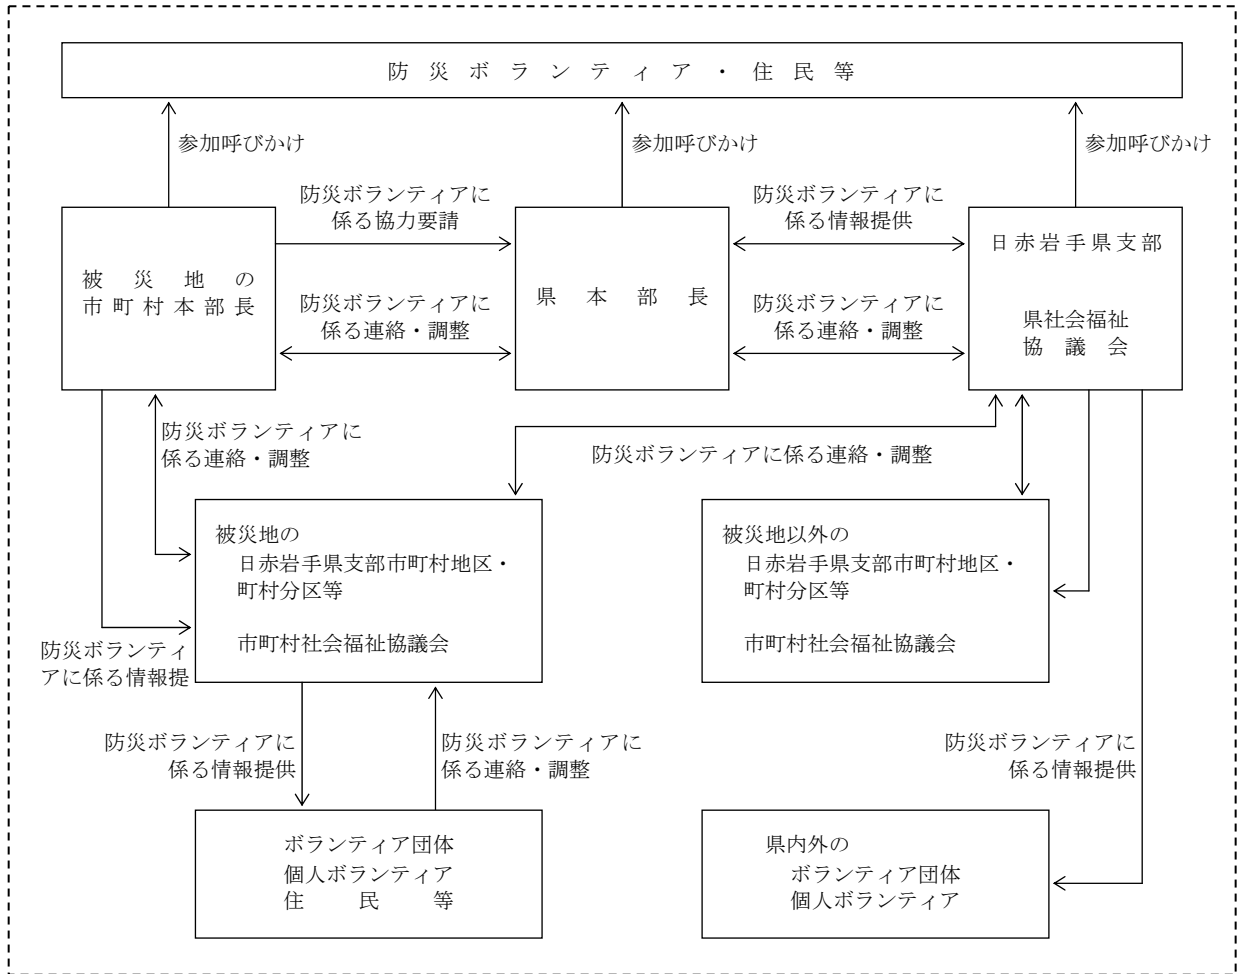 防災ボランティア・住民等
参加呼びかけ
参加呼びかけ
参加呼びかけ
防災ボランティアに
係る協力要請
防災ボランティアに
係る情報提供
被災地の
市町村本部長
県本部長
日赤岩手県支部
県社会福祉
協議会
防災ボランティアに
係る連絡・調整
防災ボランティアに
係る連絡・調整
防災ボランティアに
係る連絡・調整
防災ボランティアに係る連絡・調整
被災地の
日赤岩手県支部市町村地区・
町村分区等
市町村社会福祉協議会
被災地以外の
日赤岩手県支部市町村地区・
町村分区等
市町村社会福祉協議会
防災ボランティ
アに係る情報提
防災ボランティアに
係る情報提供
防災ボランティアに
係る連絡・調整
防災ボランティアに
係る情報提供
ボランティア団体
個人ボランティア
住民等
県内外の
ボランティア団体
個人ボランティア